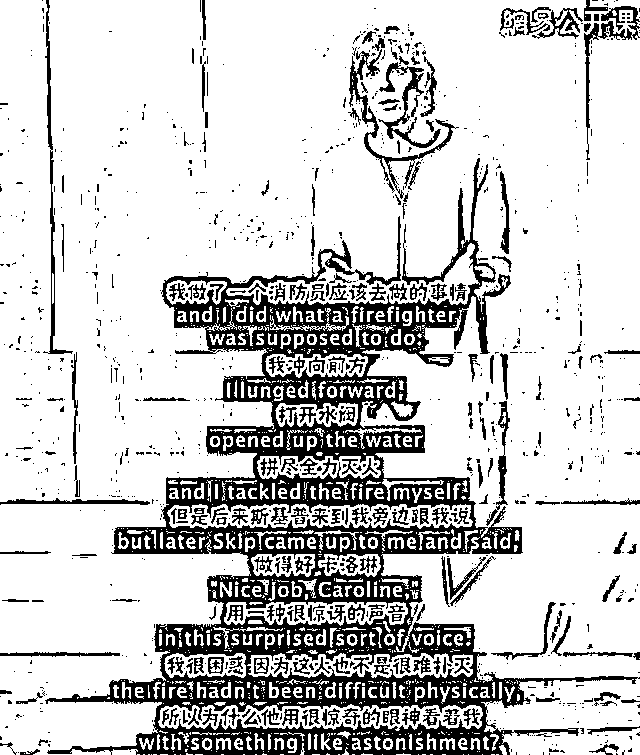 網易公开课
我做了一个消防员应该去做的事情
and I did what a firefighter
was supposed to do:
我冲向前方
I lunged forward,
打开水阀
opened up the water
拼尽全力灭火
and I tackled the fire myself.
但是后来斯基普来到我旁边跟我说
but later Skip came up to me and said,
做得好 卡洛琳
"Nice job, Caroline,"
用一种很惊讶的声音
in this surprised sort of voice.
我很困惑 因为这火也不是很难扑灭
the fire hadn't been difficult physically,
所以为什么他用很惊奇的眼神看着我
with something like astonishment?